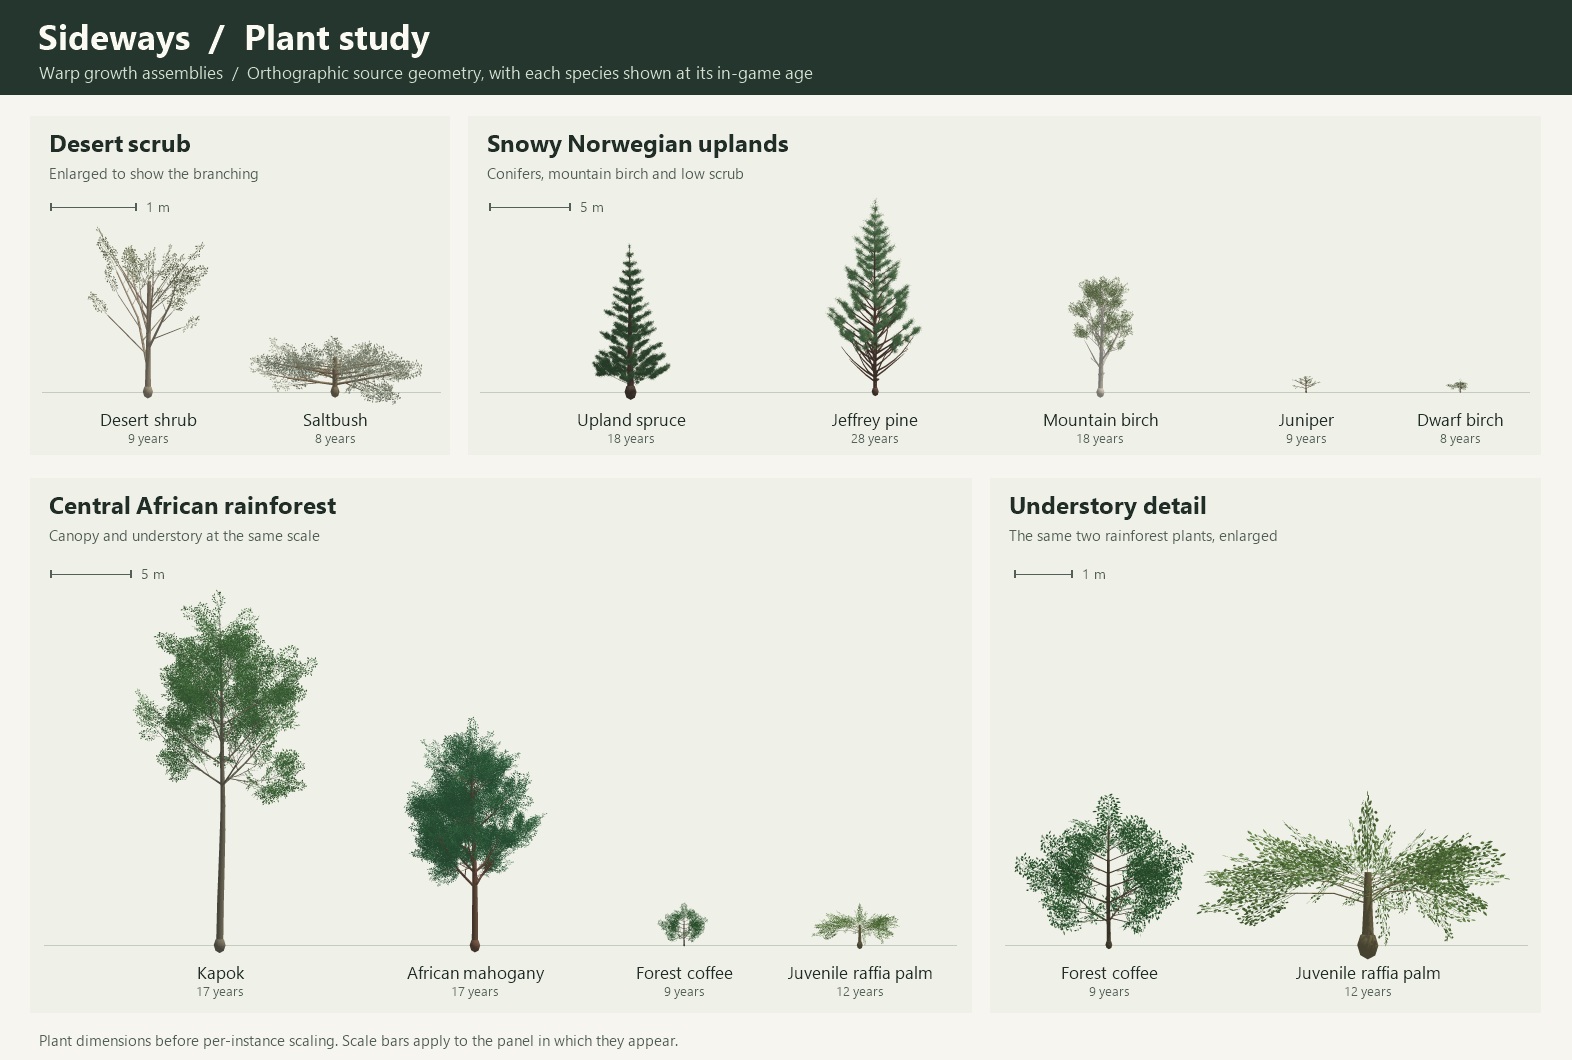 Sideways / Plant study
Warp growth assemblies / Orthographic source geometry, with each species shown at its in-game age
Desert scrub
Enlarged to show the branching
1 m
Desert shrub
9 years
Saltbush
8 years
Snowy Norwegian uplands
Conifers, mountain birch and low scrub
5 m
Upland spruce
18 years
Jeffrey pine
28 years
Mountain birch
18 years
Juniper
9 years
Dwarf birch
8 years
Central African rainforest
Canopy and understory at the same scale
5 m
Kapok
17 years
African mahogany
17 years
Forest coffee
9 years
Juvenile raffia palm
12 years
Understory detail
The same two rainforest plants, enlarged
1 m
Forest coffee
9 years
Juvenile raffia palm
12 years
Plant dimensions before per-instance scaling. Scale bars apply to the panel in which they appear.